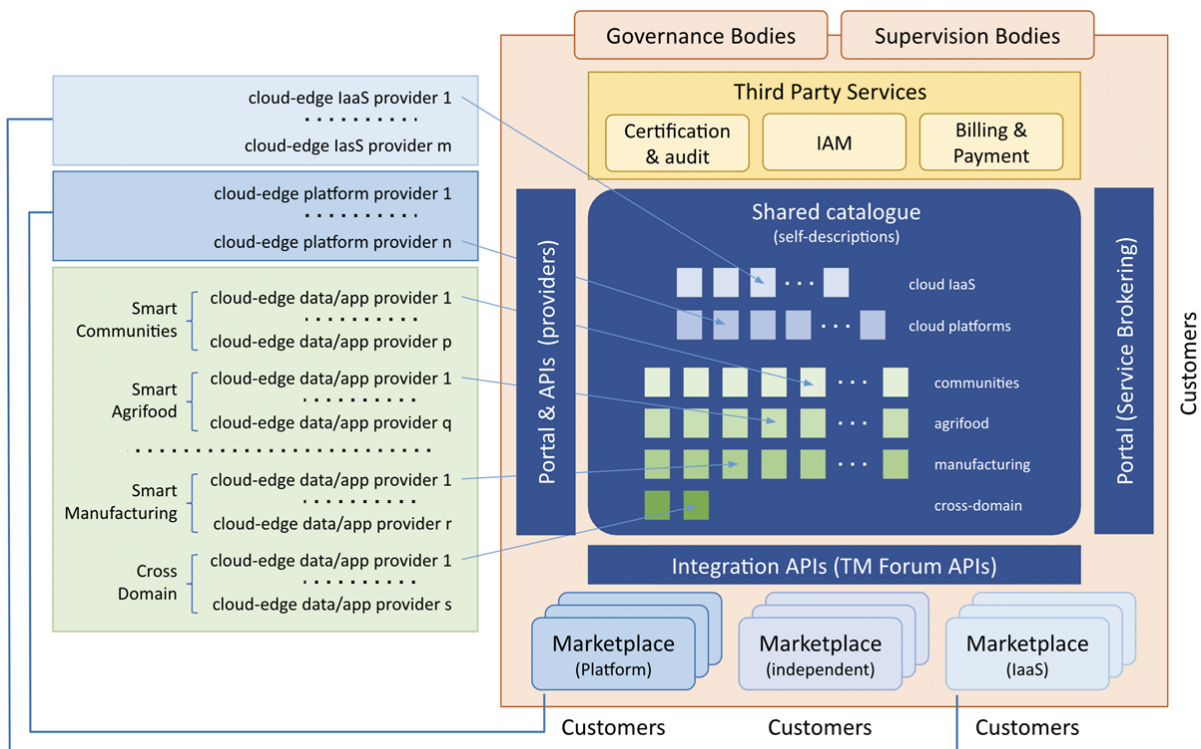 Governance Bodies
Supervision Bodies
cloud-edge IaaS provider 1
cloud-edge IasS provider m
cloud-edge platform provider 1
cloud-edge platform provider n
Smart
Communities
cloud-edge data/app provider 1
cloud-edge data/app provider p
Smart
Agrifood
cloud-edge data/app provider 1
cloud-edge data/app provider q
Smart
Manufacturing
cloud-edge data/app provider 1
cloud-edge data/app provider r
Cross
Domain
cloud-edge data/app provider 1
cloud-edge data/app provider s
Third Party Services
Certification
& audit
IAM
Billing &
Payment
Portal & APIs (providers)
Shared catalogue
(self-descriptions)
cloud IaaS
cloud platforms
communities
agrifood
manufacturing
cross-domain
Portal (Service Brokering)
Customers
Integration APIs (TM Forum APIs)
Marketplace
(Platform)
Marketplace
(independent)
Marketplace
(IaaS)
Customers
Customers
Customers